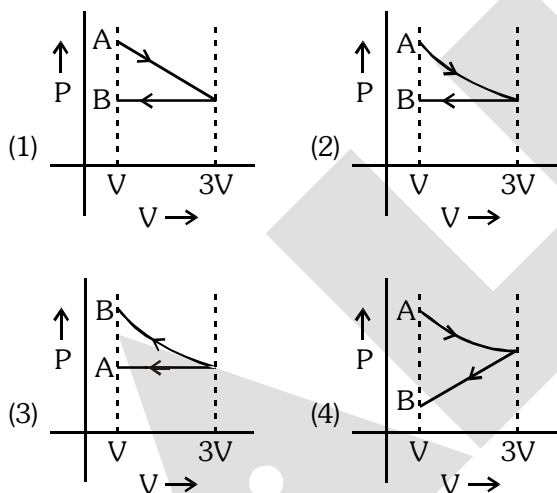 A
P
B
(1)
V 3V
V →
A
P
B
(2)
V 3V
V →
B
P
A
(3)
V 3V
V →
A
P
B
(4)
V 3V
V →